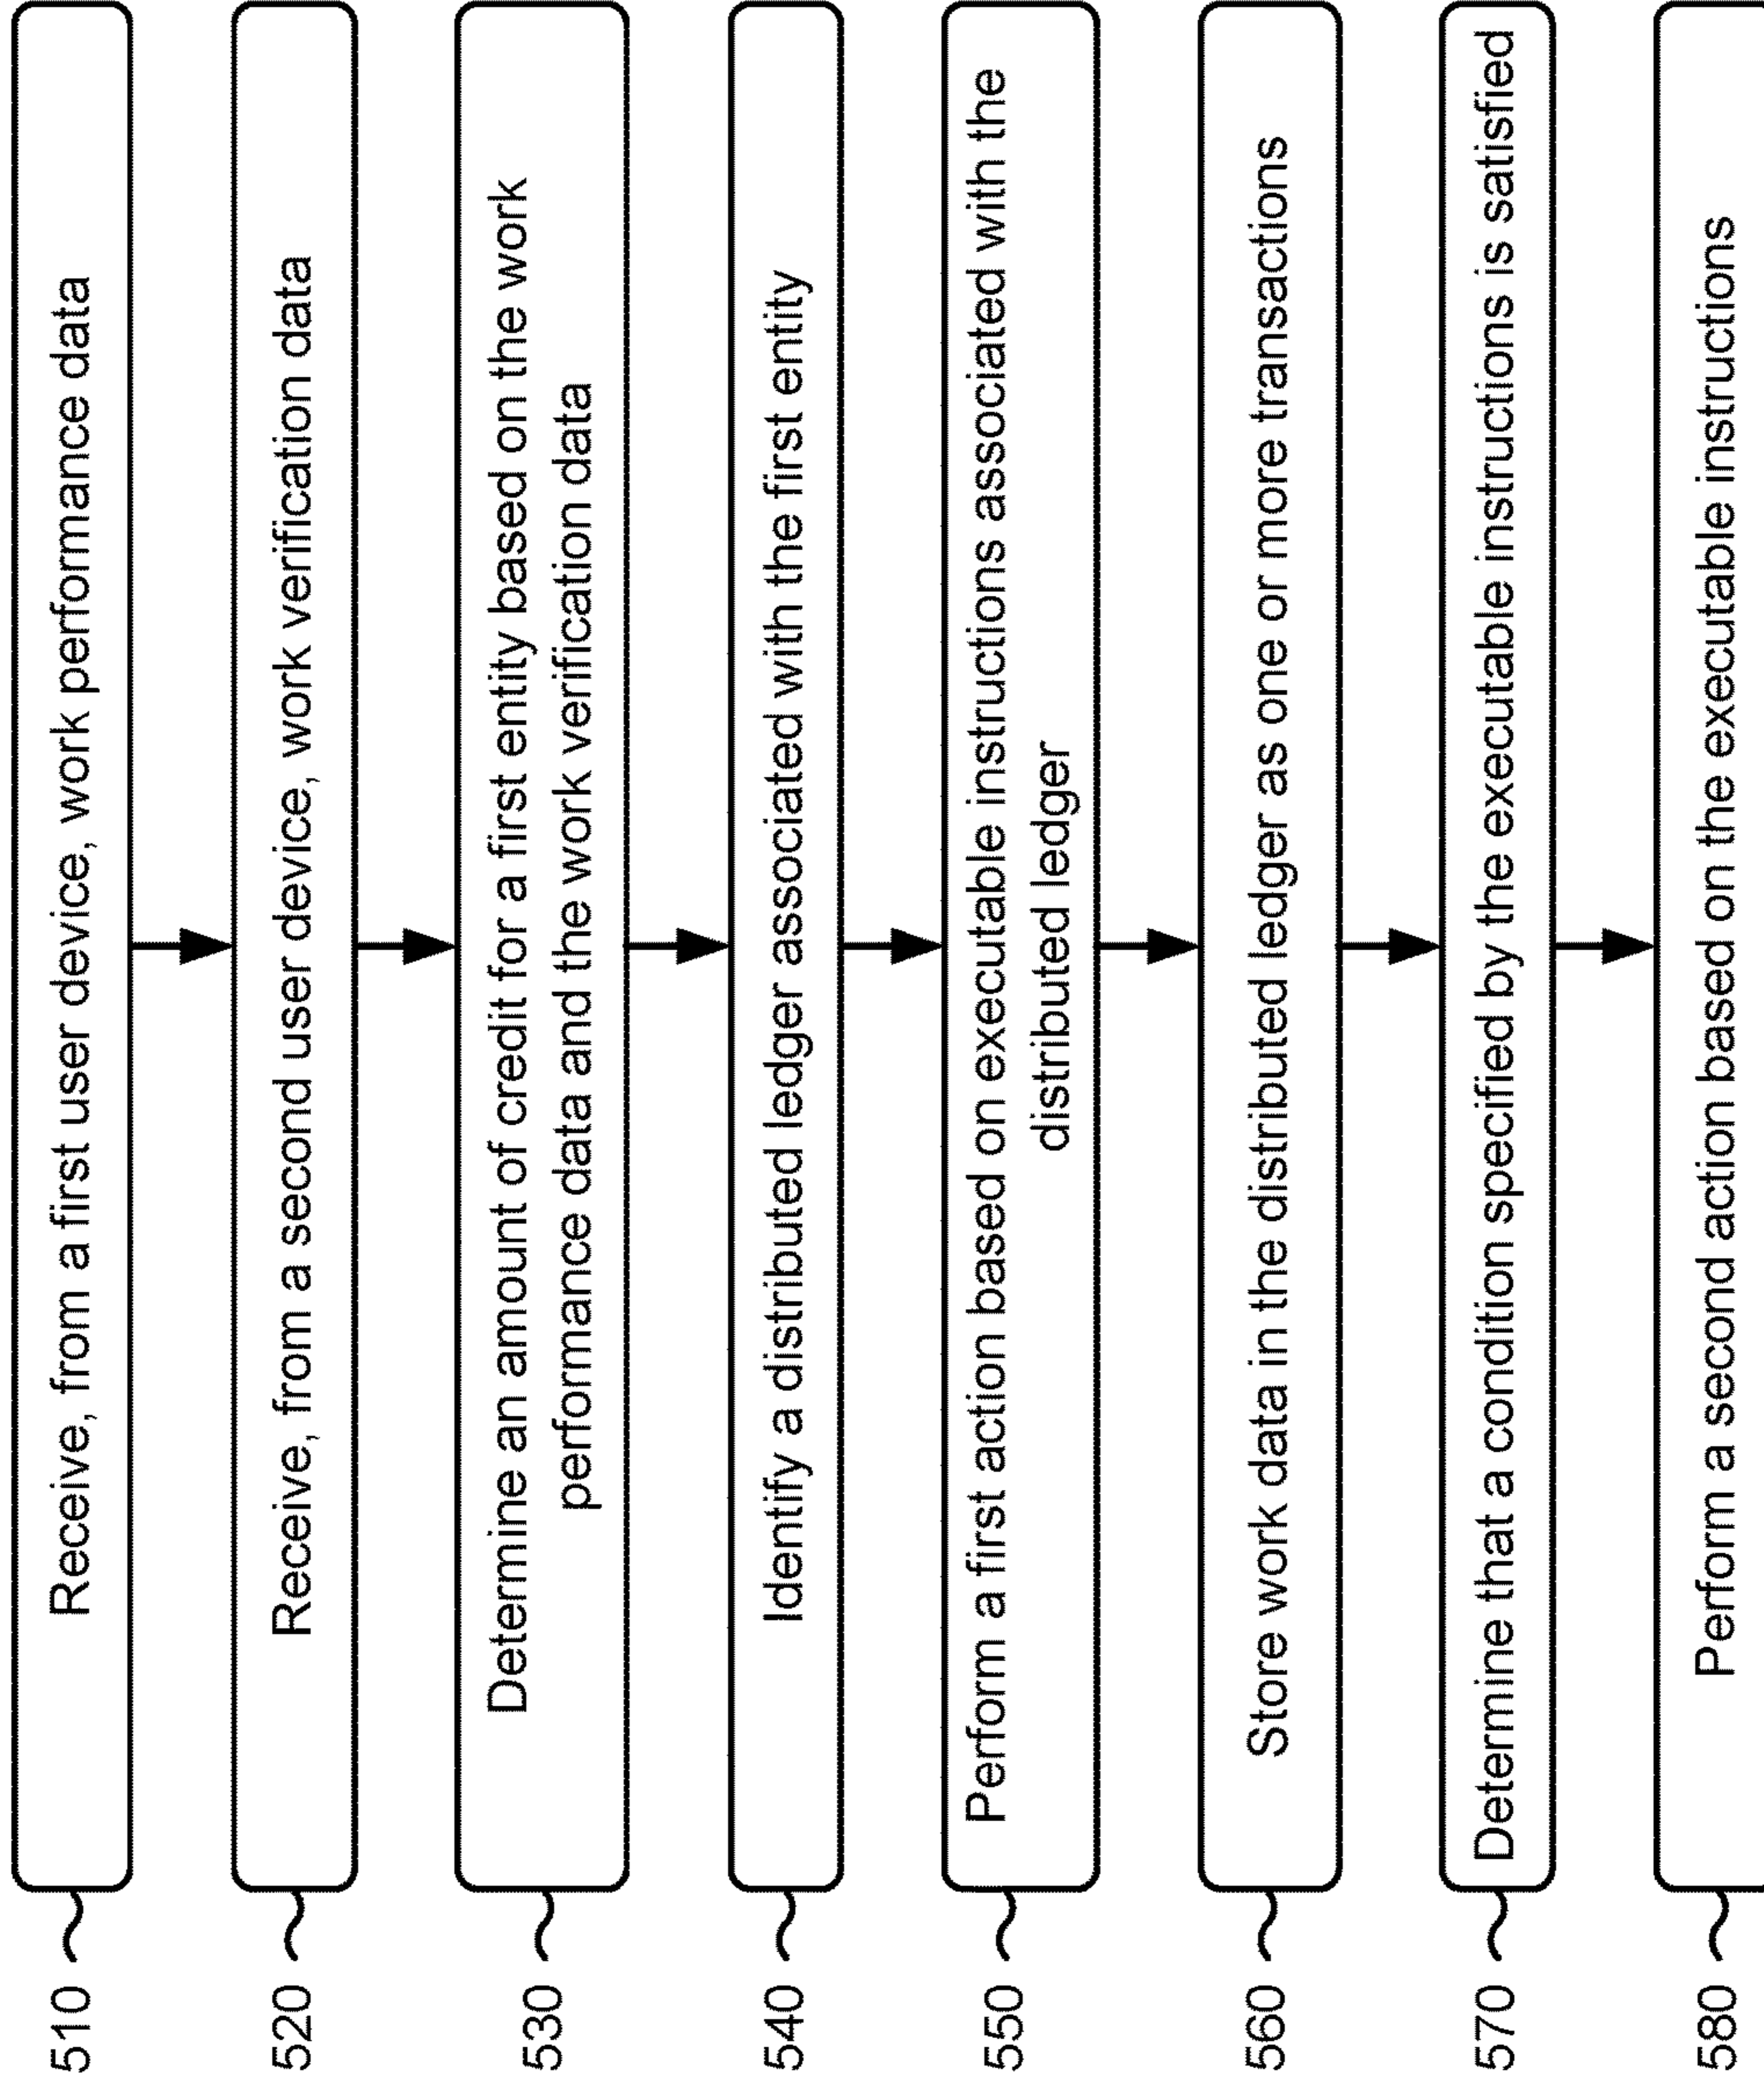 510
Receive, from a first user device, work performance data
520
Receive, from a second user device, work verification data
530
Determine an amount of credit for a first entity based on the work
performance data and the work verification data
540
Identify a distributed ledger associated with the first entity
550
Perform a first action based on executable instructions associated with the
distributed ledger
560
Store work data in the distributed ledger as one or more transactions
570
Determine that a condition specified by the executable instructions is satisfied
580
Perform a second action based on the executable instructions